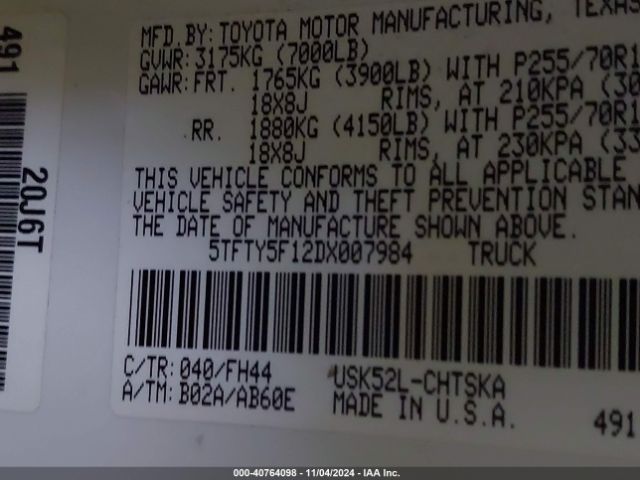 MFD. BY: TOYOTA MOTOR MANUFACTURING, TEXAS
GVWR: 3175KG (7000LB)
GAWR: FRT. 1765KG (3900LB) WITH P255/70R1
18X8J RIMS, AT 210KPA (30
RR. 1880KG (4150LB) WITH P255/70R1
18X8J RIMS, AT 230KPA (33
THIS VEHICLE CONFORMS TO ALL APPLICABLE
VEHICLE SAFETY AND THEFT PREVENTION STAN
THE DATE OF MANUFACTURE SHOWN ABOVE.
5TFTY5F12DX007984 TRUCK
C/TR: 040/FH44 USK52L-CHTSKA
A/TM: B02A/AB60E MADE IN U.S.A.
491
491
20J6T
000-40764098 - 11/04/2024 - IAA Inc.